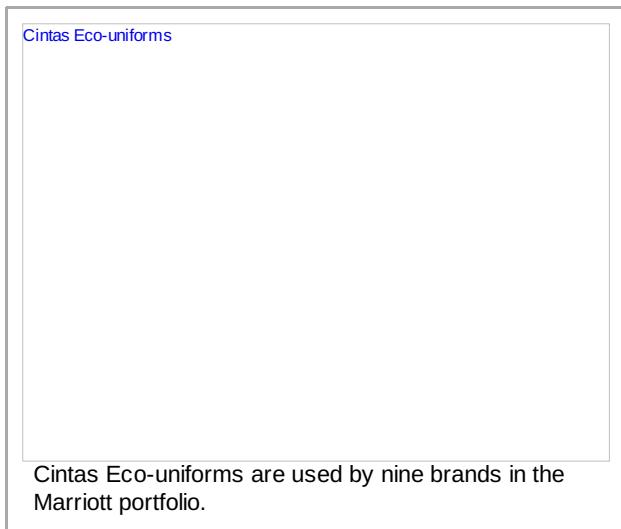 Cintas Eco-uniforms
Cintas Eco-uniforms are used by nine brands in the
Marriott portfolio.